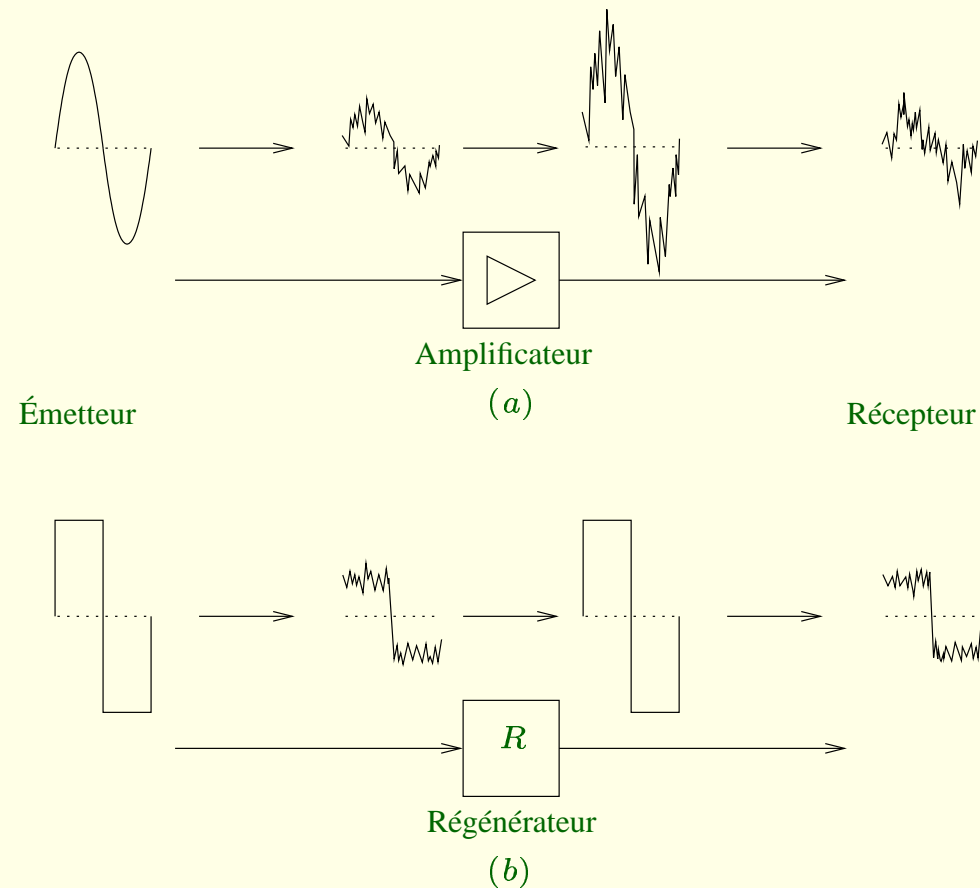 Amplificateur
(a)
Émetteur Récepteur
R
Régénérateur
(b)